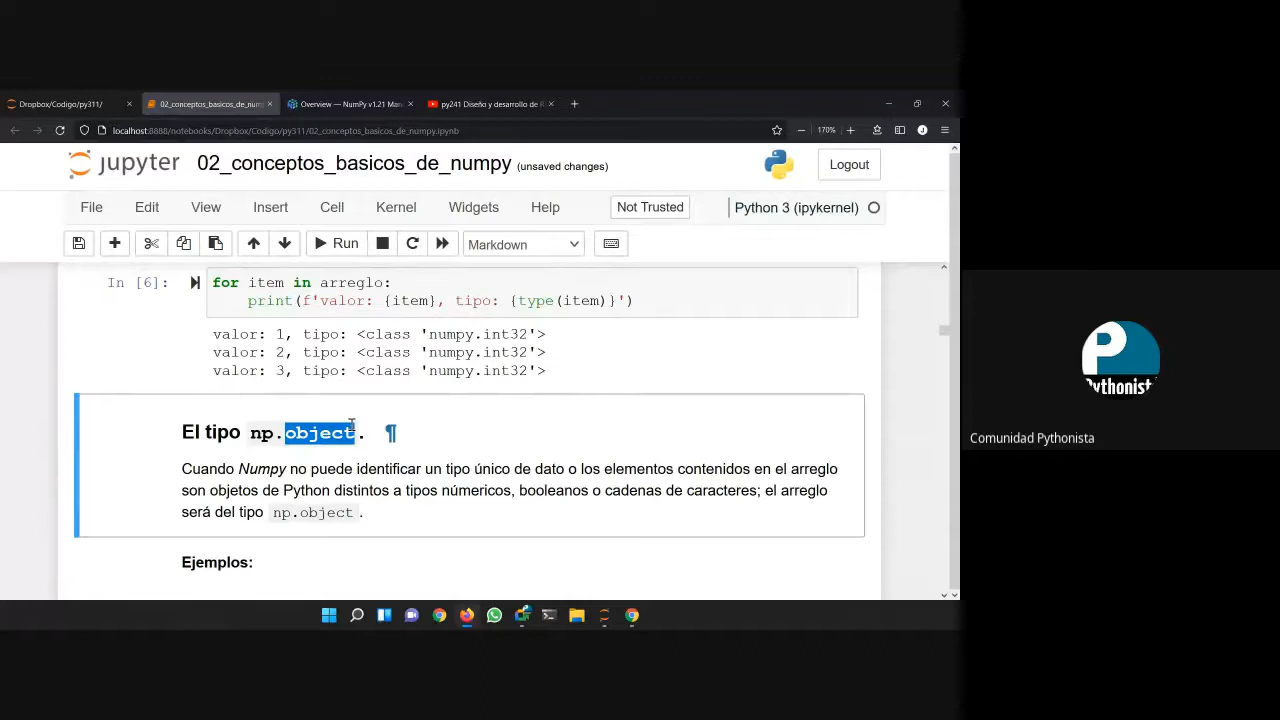 Dropbox/Codigo/py311/
02_conceptos_basicos_de_num
Overview — NumPy v1.21 Man
py241 Diseño y desarrollo de R
localhost:8888/notebooks/Dropbox/Codigo/py311/02_conceptos_basicos_de_numpy.ipynb
170%
jupyter 02_conceptos_basicos_de_numpy (unsaved changes)
Logout
File Edit View Insert Cell Kernel Widgets Help Not Trusted Python 3 (ipykernel)
Run Markdown
In [6]: for item in arreglo:
print(f'valor: {item}, tipo: {type(item)}')
valor: 1, tipo: <class 'numpy.int32'>
valor: 2, tipo: <class 'numpy.int32'>
valor: 3, tipo: <class 'numpy.int32'>
El tipo np.object. ¶
Cuando Numpy no puede identificar un tipo único de dato o los elementos contenidos en el arreglo
son objetos de Python distintos a tipos númericos, booleanos o cadenas de caracteres; el arreglo
será del tipo np.object.
Ejemplos:
Pythonist
Comunidad Pythonista